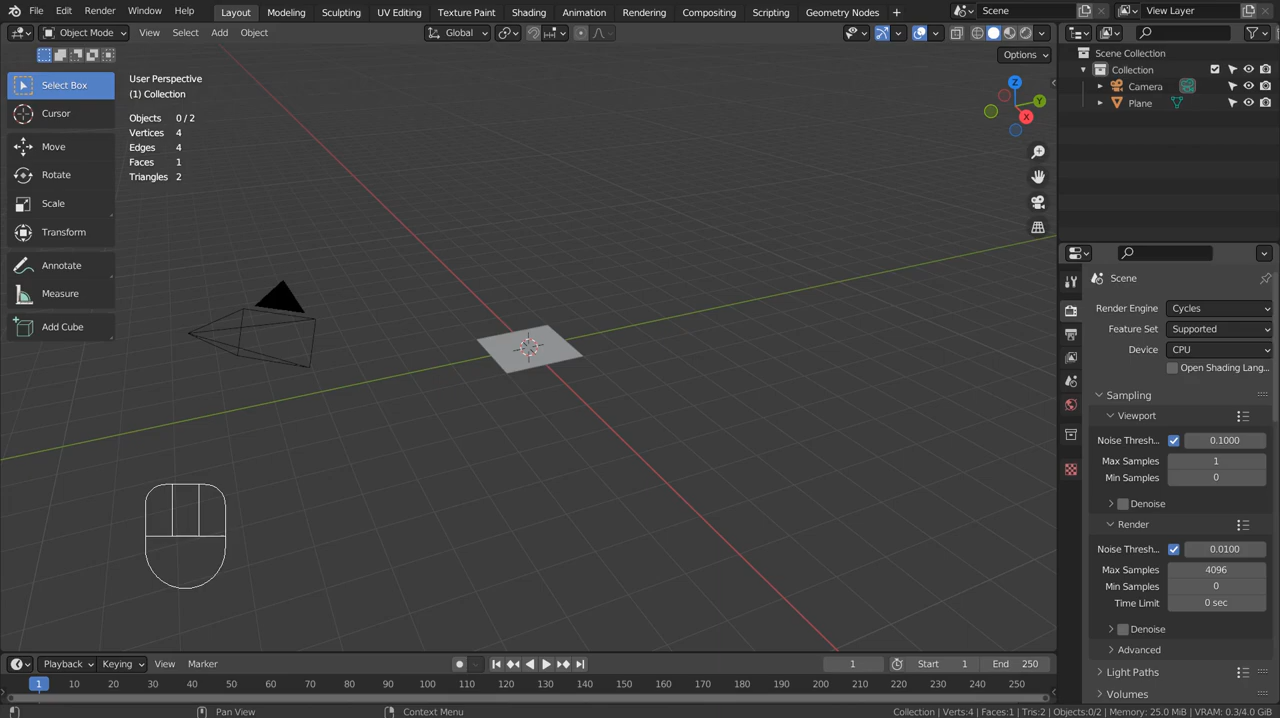 File Edit Render Window Help Layout Modeling Sculpting UV Editing Texture Paint Shading Animation Rendering Compositing Scripting Geometry Nodes + Scene View Layer
Object Mode View Select Add Object Global
Options
Select Box
Cursor
Move
Rotate
Scale
Transform
Annotate
Measure
Add Cube
User Perspective
(1) Collection
Objects 0 / 2
Vertices 4
Edges 4
Faces 1
Triangles 2
Z
Y
X
Scene Collection
Collection
Camera
Plane
Scene
Render Engine Cycles
Feature Set Supported
Device CPU
Open Shading Lang...
Sampling
Viewport
Noise Thresh... 0.1000
Max Samples 1
Min Samples 0
Denoise
Render
Noise Thresh... 0.0100
Max Samples 4096
Min Samples 0
Time Limit 0 sec
Denoise
Advanced
Light Paths
Volumes
Playback Keying View Marker 1 Start 1 End 250
1 10 20 30 40 50 60 70 80 90 100 110 120 130 140 150 160 170 180 190 200 210 220 230 240 250
Pan View Context Menu Collection | Verts:4 | Faces:1 | Tris:2 | Objects:0/2 | Memory: 25.0 MiB | VRAM: 0.3/4.0 GiB